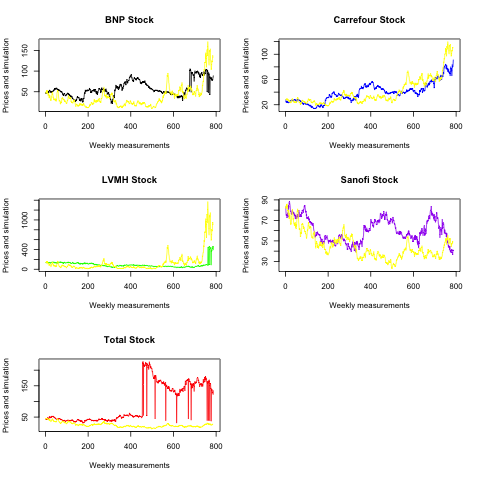 BNP Stock
Prices and simulation
50 100 150
0 200 400 600 800
Weekly measurements
Carrefour Stock
Prices and simulation
20 60 100
0 200 400 600 800
Weekly measurements
LVMH Stock
Prices and simulation
0 400 1000
0 200 400 600 800
Weekly measurements
Sanofi Stock
Prices and simulation
30 50 70 90
0 200 400 600 800
Weekly measurements
Total Stock
Prices and simulation
50 150
0 200 400 600 800
Weekly measurements